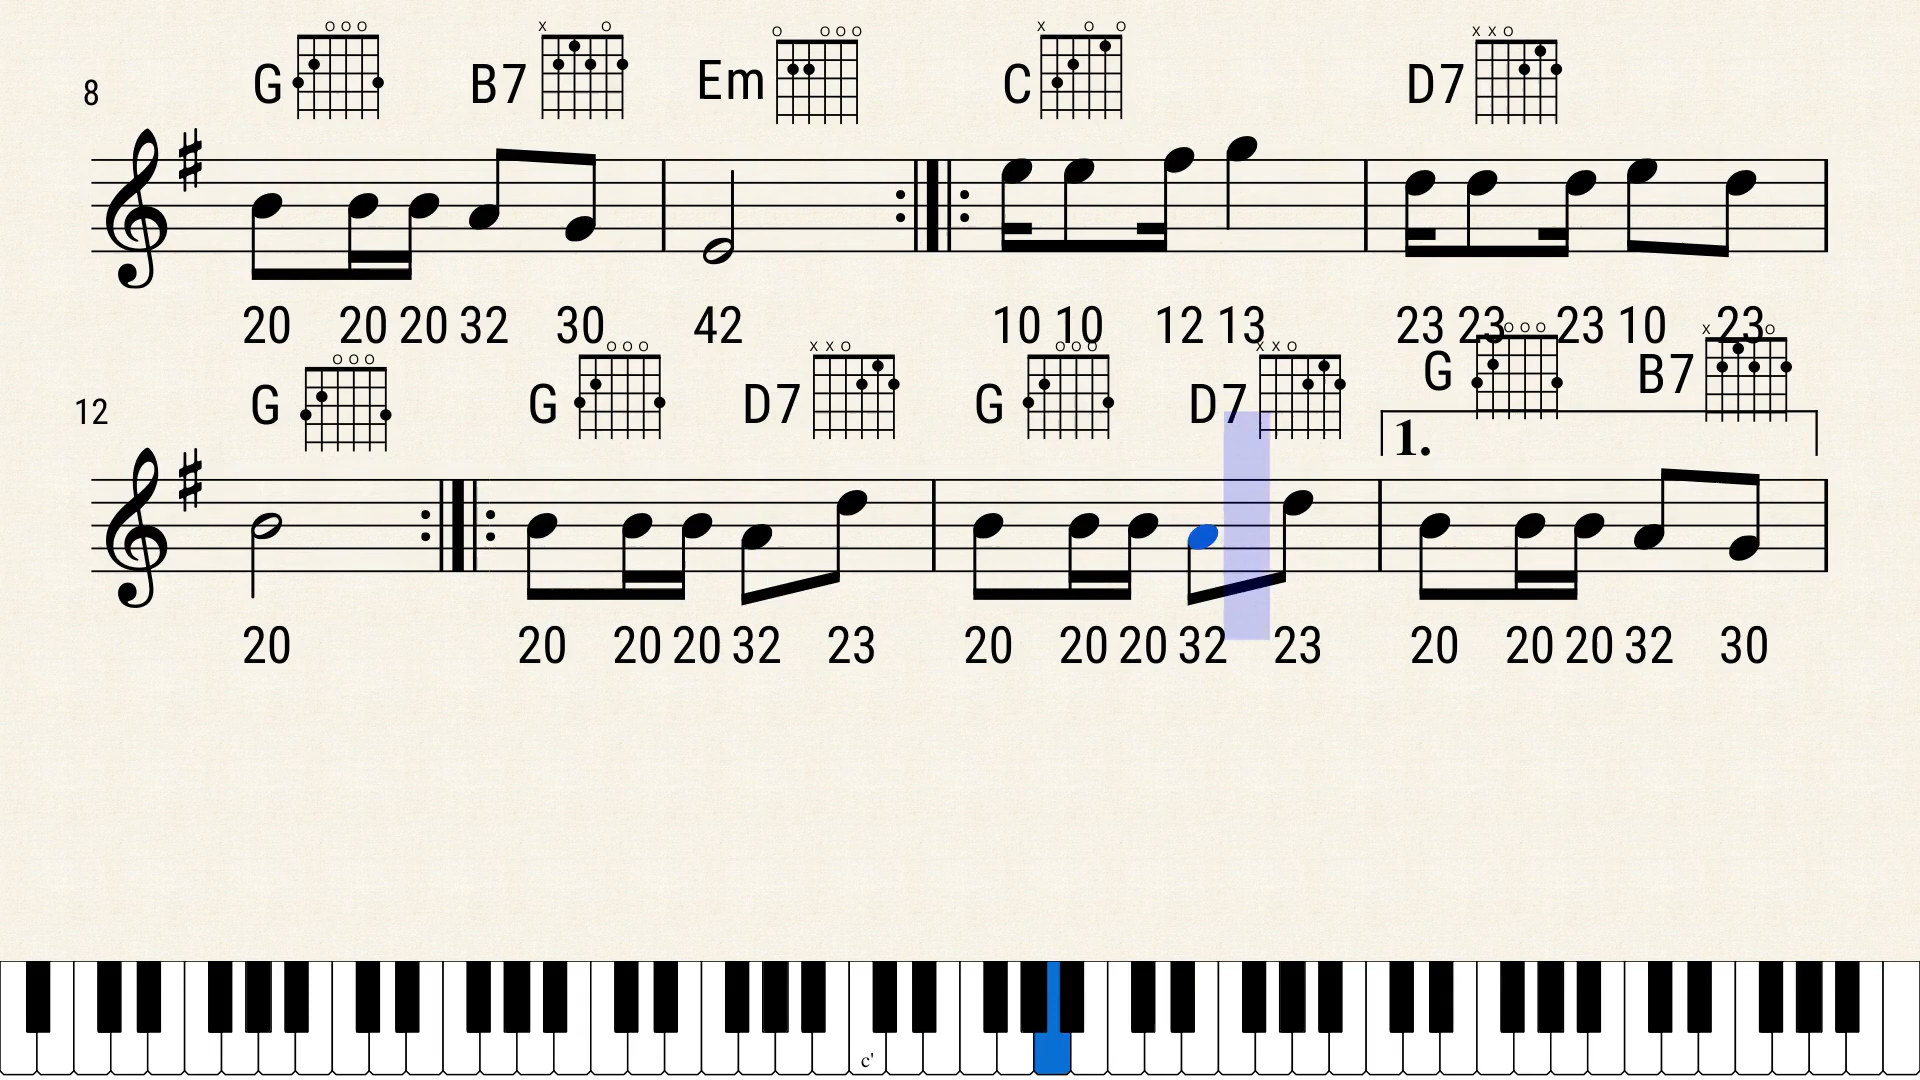 8 G B7 Em C D7
20 20 20 32 30 42 10 10 12 13 23 23 23 10 23
12 G G D7 G D7 G B7
1.
20 20 20 20 32 23 20 20 20 32 23 20 20 20 32 30
c'